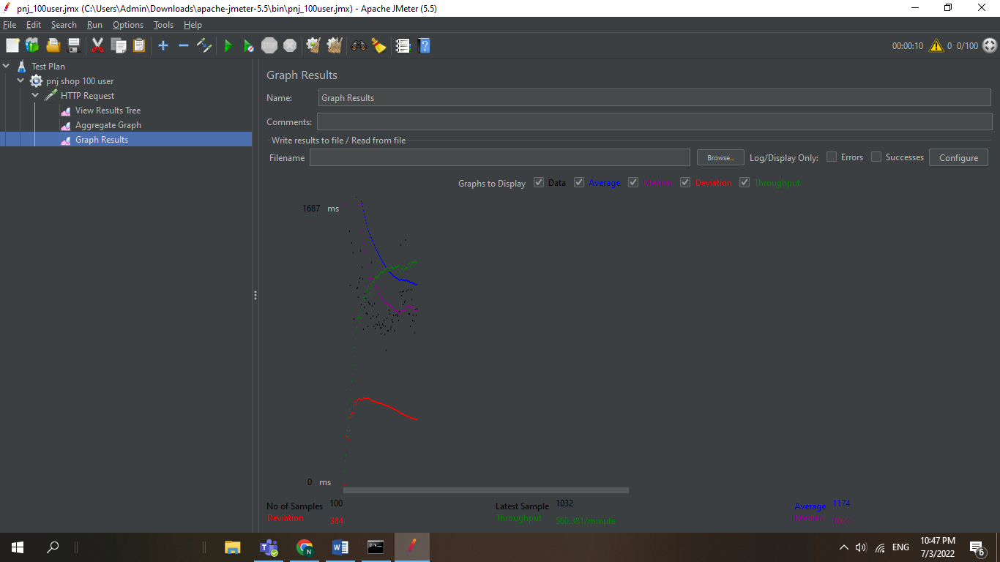 pnj_100user.jmx (C:\Users\Admin\Downloads\apache-jmeter-5.5\bin\pnj_100user.jmx) - Apache JMeter (5.5)
File Edit Search Run Options Tools Help
STOP 00:00:10 0 0/100
Test Plan
pnj shop 100 user
HTTP Request
View Results Tree
Aggregate Graph
Graph Results
Graph Results
Name: Graph Results
Comments:
Write results to file / Read from file
Filename Browse... Log/Display Only: Errors Successes Configure
Graphs to Display Data Average Median Deviation Throughput
1687 ms
0 ms
No of Samples 100 Latest Sample 1032 Average 1174
Deviation 384 Throughput 560.381/minute Median
ENG
10:47 PM
7/3/2022
6